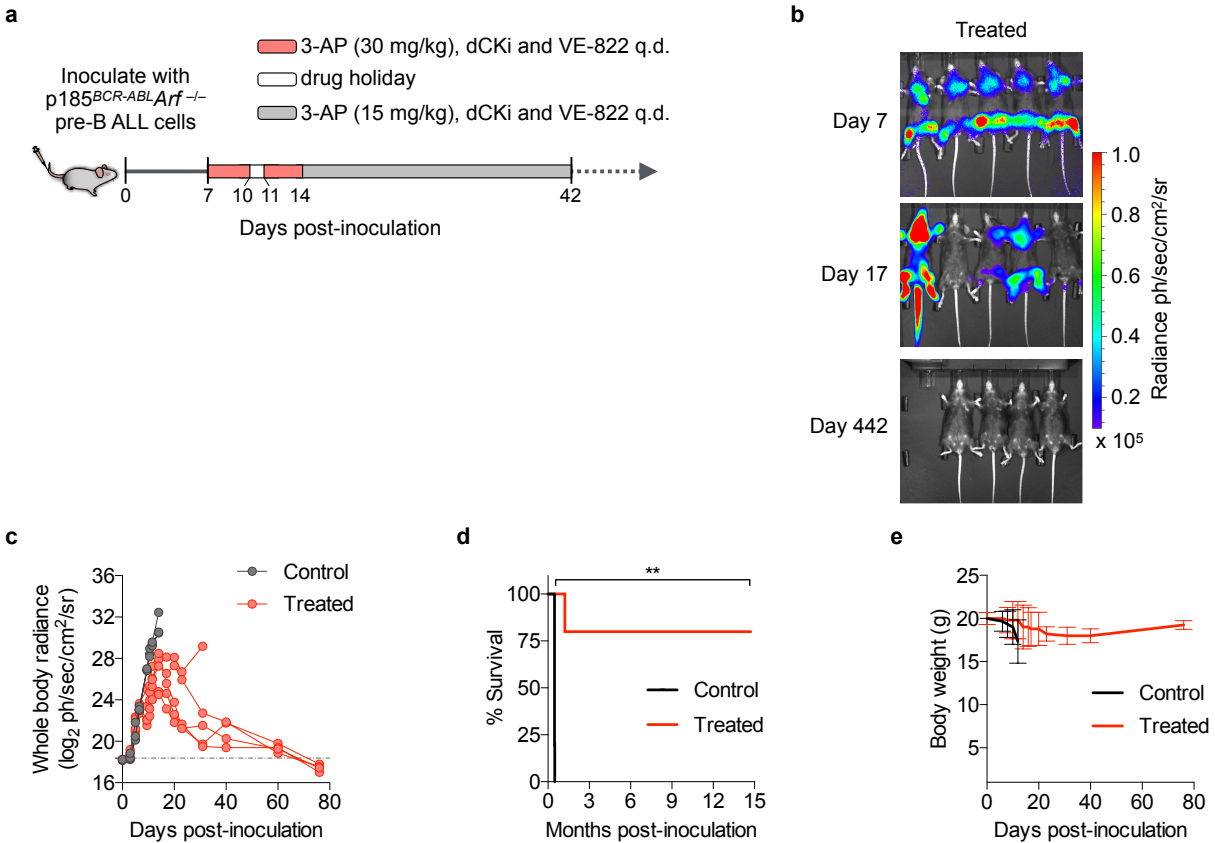 a
3-AP (30 mg/kg), dCKi and VE-822 q.d.
drug holiday
3-AP (15 mg/kg), dCKi and VE-822 q.d.
Inoculate with
p185BCR-ABLArf –/–
pre-B ALL cells
0
7
10
11
14
42
Days post-inoculation
b
Treated
Day 7
Day 17
Day 442
1.0
0.8
0.6
0.4
0.2
x 10⁵
Radiance ph/sec/cm²/sr
c
Whole body radiance
(log₂ ph/sec/cm²/sr)
36
32
28
24
20
16
0 20 40 60 80
Days post-inoculation
Control
Treated
d
**
% Survival
100
75
50
25
0
0 3 6 9 12 15
Months post-inoculation
Control
Treated
e
Body weight (g)
25
20
15
10
5
0 20 40 60 80
Days post-inoculation
Control
Treated